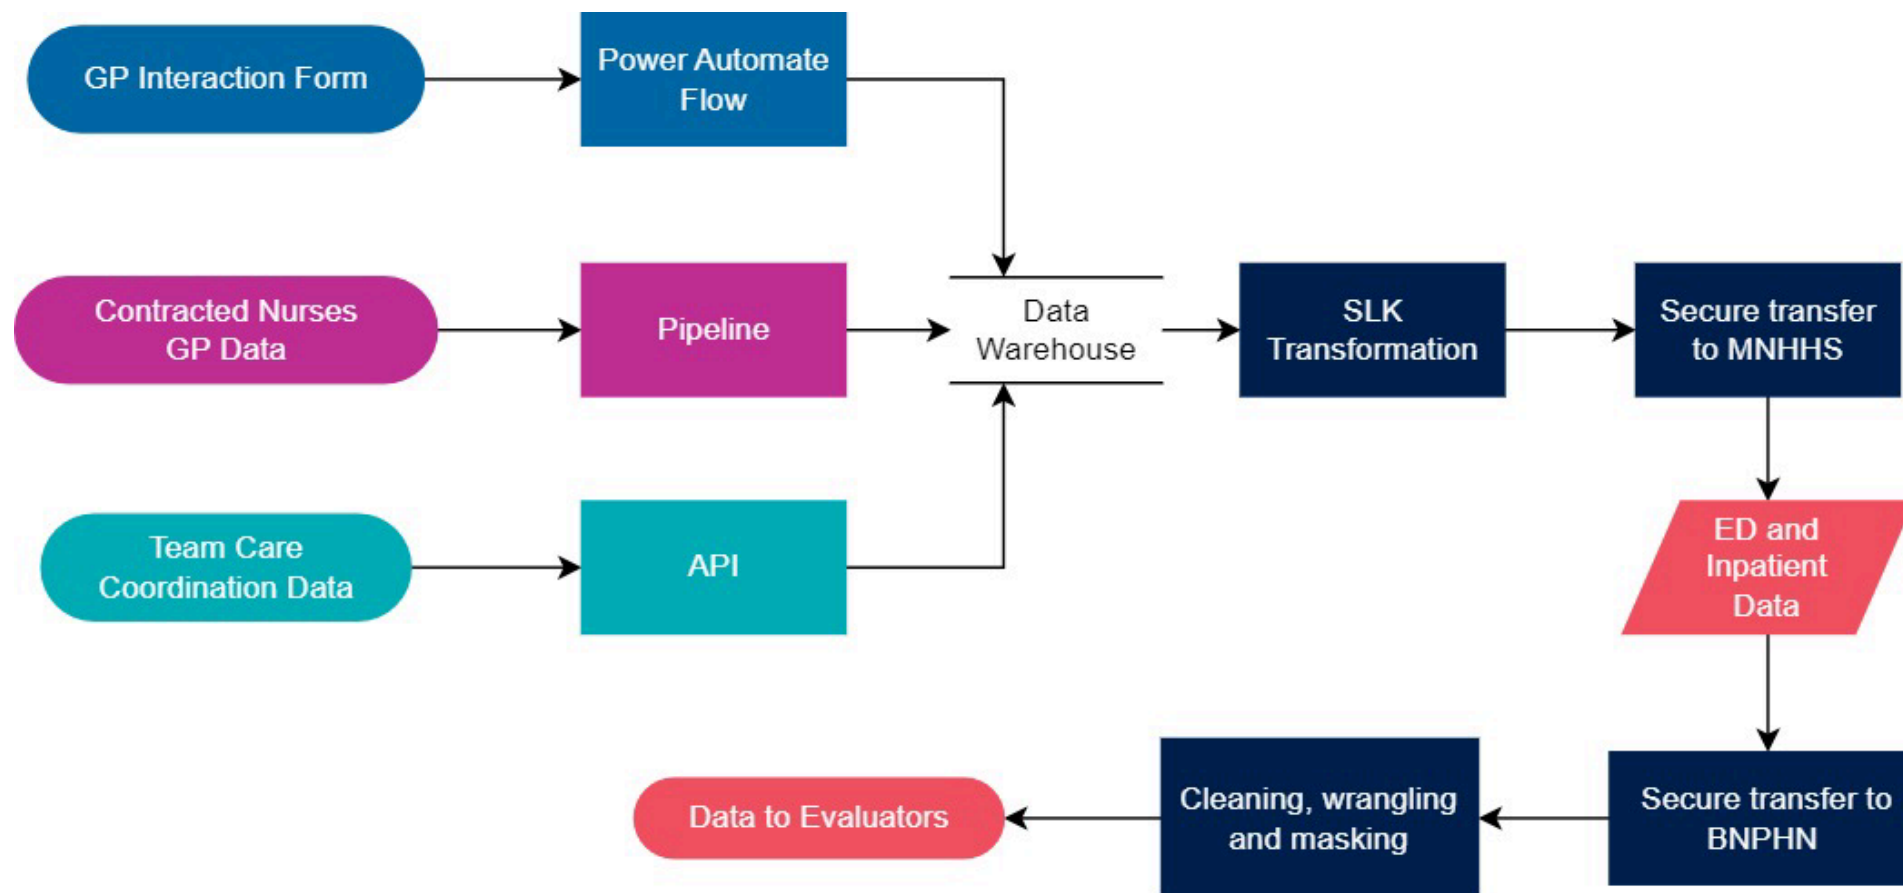 GP Interaction Form
Power Automate
Flow
Contracted Nurses
GP Data
Pipeline
Data
Warehouse
SLK
Transformation
Secure transfer
to MNHHS
Team Care
Coordination Data
API
ED and
Inpatient
Data
Data to Evaluators
Cleaning, wrangling
and masking
Secure transfer to
BNPHN